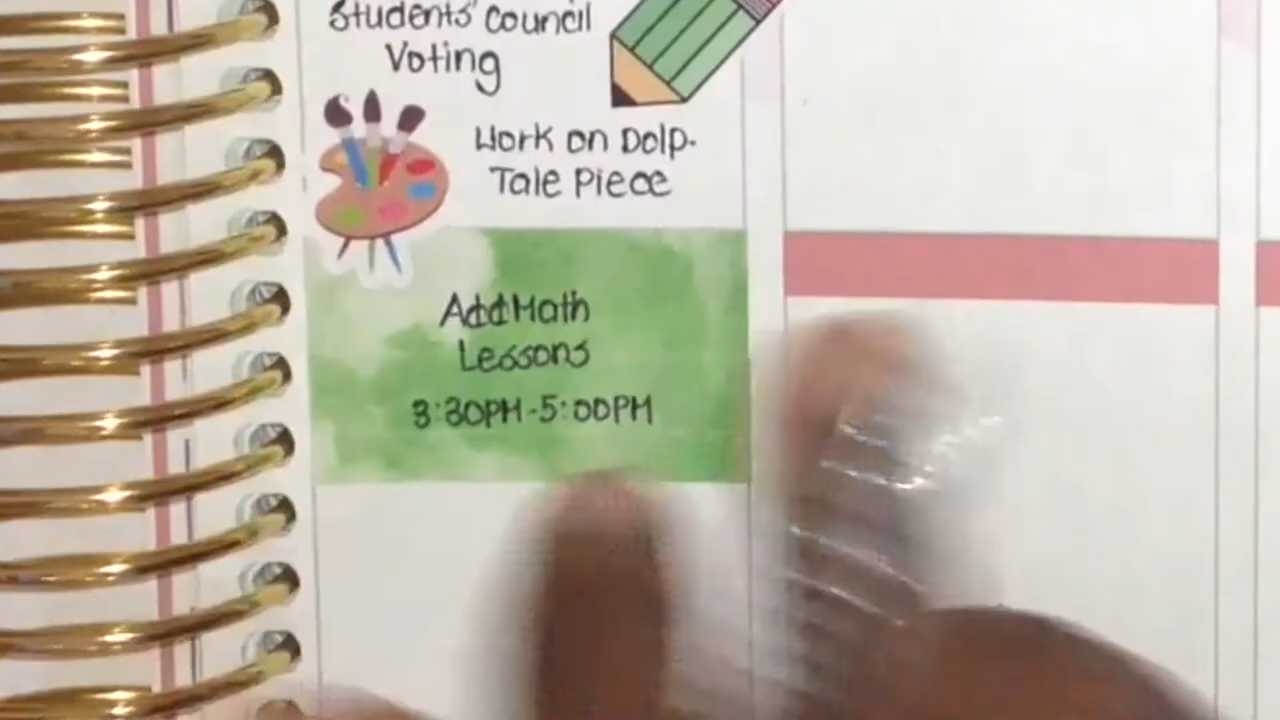 Students' Council
Voting
Work on Dolp.
Tale Piece
AddMath
Lessons
3:30PM-5:00PM